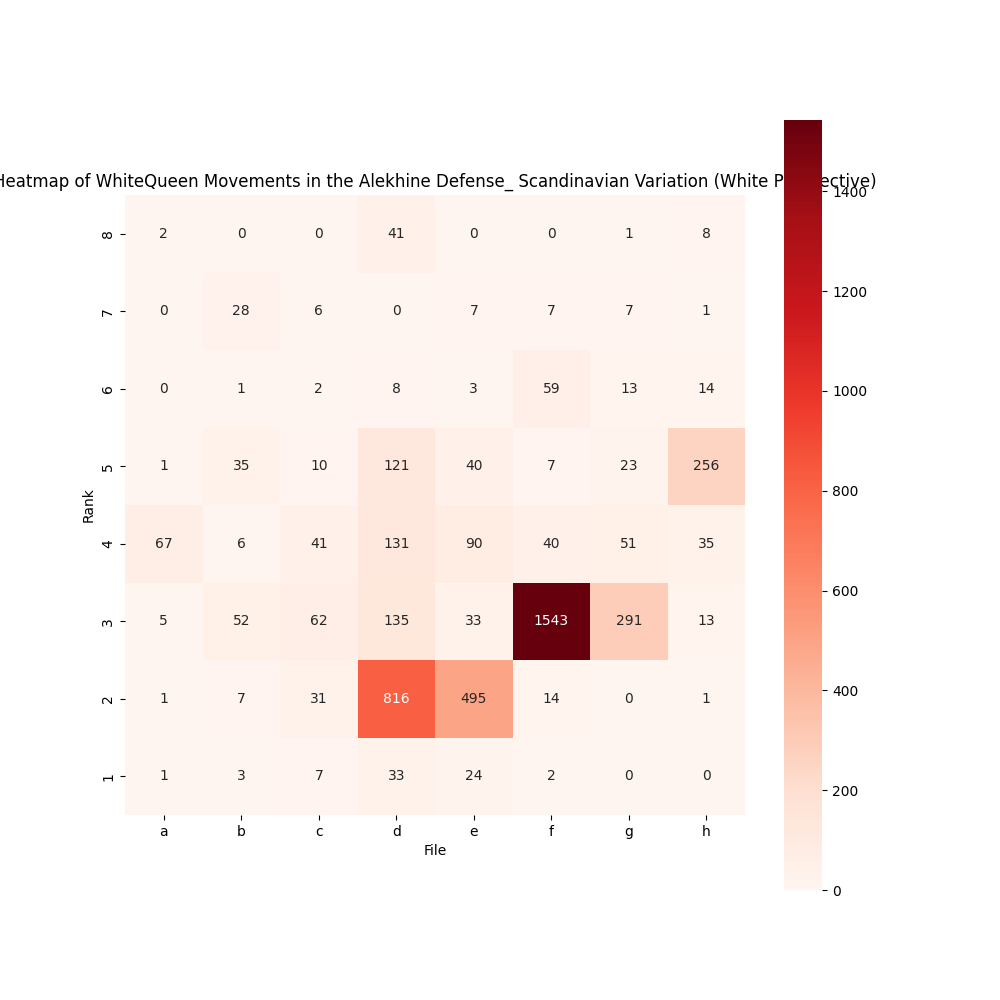 Heatmap of WhiteQueen Movements in the Alekhine Defense_ Scandinavian Variation (White P ective)
8 2 0 0 41 0 0 1 8
7 0 28 6 0 7 7 7 1
6 0 1 2 8 3 59 13 14
5 1 35 10 121 40 7 23 256
4 67 6 41 131 90 40 51 35
3 5 52 62 135 33 1543 291 13
2 1 7 31 816 495 14 0 1
1 1 3 7 33 24 2 0 0
a b c d e f g h
File
Rank
1400
1200
1000
800
600
400
200
0